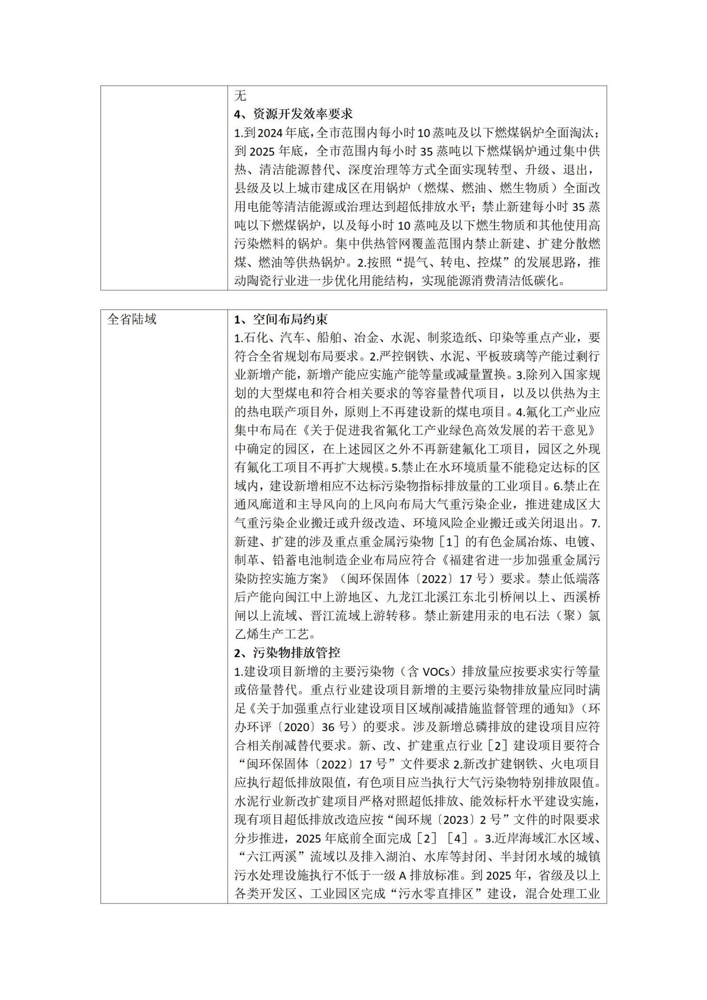 无
4、资源开发效率要求
1.到2024年底，全市范围内每小时10蒸吨及以下燃煤锅炉全面淘汰；
到2025年底，全市范围内每小时35蒸吨以下燃煤锅炉通过集中供
热、清洁能源替代、深度治理等方式全面实现转型、升级、退出，
县级及以上城市建成区在用锅炉（燃煤、燃油、燃生物质）全面改
用电能等清洁能源或治理达到超低排放水平；禁止新建每小时35蒸
吨以下燃煤锅炉，以及每小时10蒸吨及以下燃生物质和其他使用高
污染燃料的锅炉。集中供热管网覆盖范围内禁止新建、扩建分散燃
煤、燃油等供热锅炉。2.按照“提气、转电、控煤”的发展思路，推
动陶瓷行业进一步优化用能结构，实现能源消费清洁低碳化。
全省陆域
1、空间布局约束
1.石化、汽车、船舶、冶金、水泥、制浆造纸、印染等重点产业，要
符合全省规划布局要求。2.严控钢铁、水泥、平板玻璃等产能过剩行
业新增产能，新增产能应实施产能等量或减量置换。3.除列入国家规
划的大型煤电和符合相关要求的等容量替代项目，以及以供热为主
的热电联产项目外，原则上不再建设新的煤电项目。4.氟化工产业应
集中布局在《关于促进我省氟化工产业绿色高效发展的若干意见》
中确定的园区，在上述园区之外不再新建氟化工项目，园区之外现
有氟化工项目不再扩大规模。5.禁止在水环境质量不能稳定达标的区
域内，建设新增相应不达标污染物指标排放量的工业项目。6.禁止在
通风廊道和主导风向的上风向布局大气重污染企业，推进建成区大
气重污染企业搬迁或升级改造、环境风险企业搬迁或关闭退出。7.
新建、扩建的涉及重点重金属污染物［1］的有色金属冶炼、电镀、
制革、铅蓄电池制造企业布局应符合《福建省进一步加强重金属污
染防控实施方案》（闽环保固体〔2022〕17号）要求。禁止低端落
后产能向闽江中上游地区、九龙江北溪江东北引桥闸以上、西溪桥
闸以上流域、晋江流域上游转移。禁止新建用汞的电石法（聚）氯
乙烯生产工艺。
2、污染物排放管控
1.建设项目新增的主要污染物（含VOCs）排放量应按要求实行等量
或倍量替代。重点行业建设项目新增的主要污染物排放量应同时满
足《关于加强重点行业建设项目区域削减措施监督管理的通知》（环
办环评〔2020〕36号）的要求。涉及新增总磷排放的建设项目应符
合相关削减替代要求。新、改、扩建重点行业［2］建设项目要符合
“闽环保固体〔2022〕17号”文件要求 2.新改扩建钢铁、火电项目
应执行超低排放限值，有色项目应当执行大气污染物特别排放限值。
水泥行业新改扩建项目严格对照超低排放、能效标杆水平建设实施，
现有项目超低排放改造应按“闽环规〔2023〕2号”文件的时限要求
分步推进，2025年底前全面完成［2］［4］。3.近岸海域汇水区域、
“六江两溪”流域以及排入湖泊、水库等封闭、半封闭水域的城镇
污水处理设施执行不低于一级A排放标准。到2025年，省级及以上
各类开发区、工业园区完成“污水零直排区”建设，混合处理工业